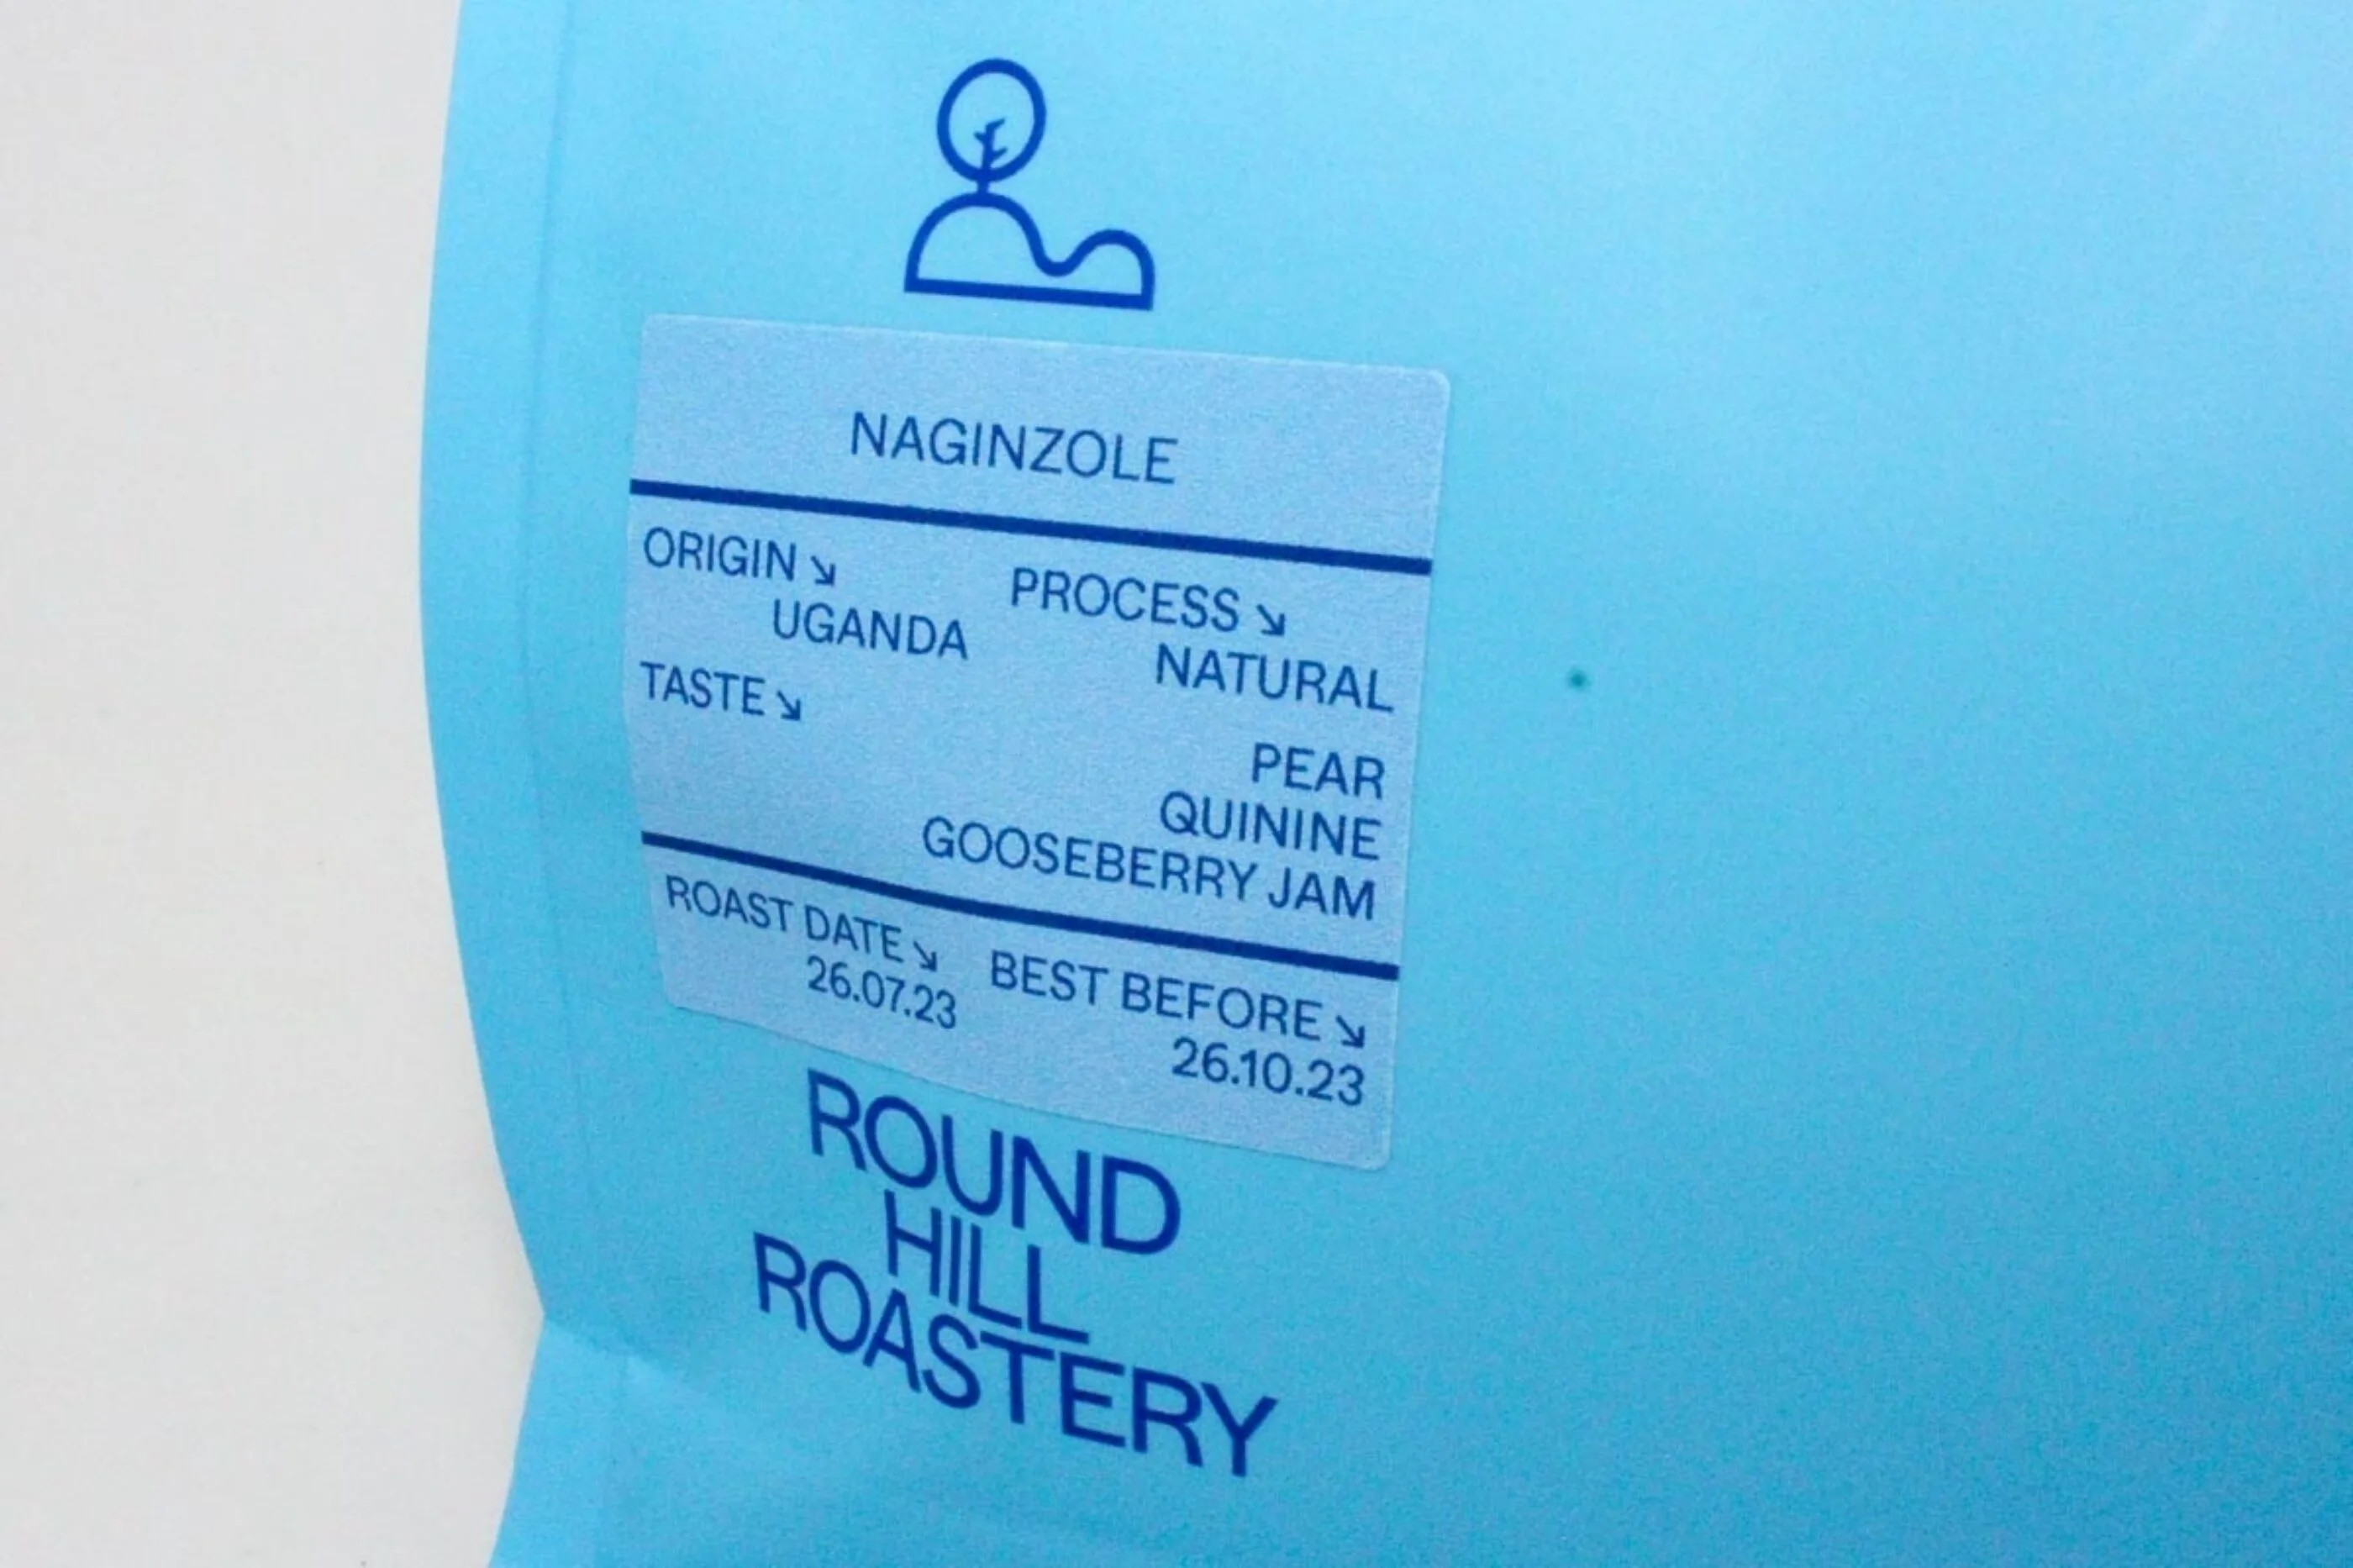 NAGINZOLE
ORIGIN ↘
UGANDA
PROCESS ↘
NATURAL
TASTE ↘
PEAR
QUININE
GOOSEBERRY JAM
ROAST DATE ↘
26.07.23
BEST BEFORE ↘
26.10.23
ROUND
HILL
ROASTERY